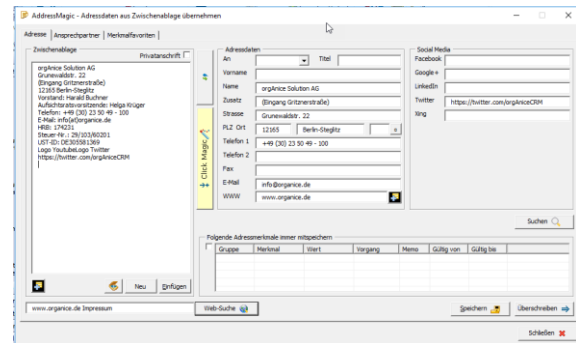 AddressMagic - Adressdaten aus Zwischenablage übernehmen
Adresse
Ansprechpartner
Merkmalfavoriten
Zwischenablage
Privatanschrift
orgAnice Solution AG
Grunewaldstr. 22
(Eingang Gritznerstraße)
12165 Berlin-Steglitz
Vorstand: Harald Buchner
Aufsichtsratsvorsitzende: Helga Krüger
Telefon: +49 (30) 23 50 49 - 100
E-Mail: info(at)organice.de
HRB: 174231
Steuer-Nr.: 29/103/60201
UST-ID: DE305581369
Logo YoutubeLogo Twitter
https://twitter.com/orgAniceCRM
Neu
Einfügen
Click Magic
Adressdaten
An
Titel
Vorname
Name orgAnice Solution AG
Zusatz (Eingang Gritznerstraße)
Strasse Grunewaldstr. 22
PLZ Ort 12165 Berlin-Steglitz
Telefon 1 +49 (30) 23 50 49 - 100
Telefon 2
Fax
E-Mail info@organice.de
WWW www.organice.de
Social Media
Facebook
Google+
LinkedIn
Twitter https://twitter.com/orgAniceCRM
Xing
Suchen
Folgende Adressmerkmale immer mitspeichern
Gruppe Merkmal Wert Vorgang Memo Gültig von Gültig bis
www.organice.de Impressum
Web-Suche
Speichern
Überschreiben
Schließen